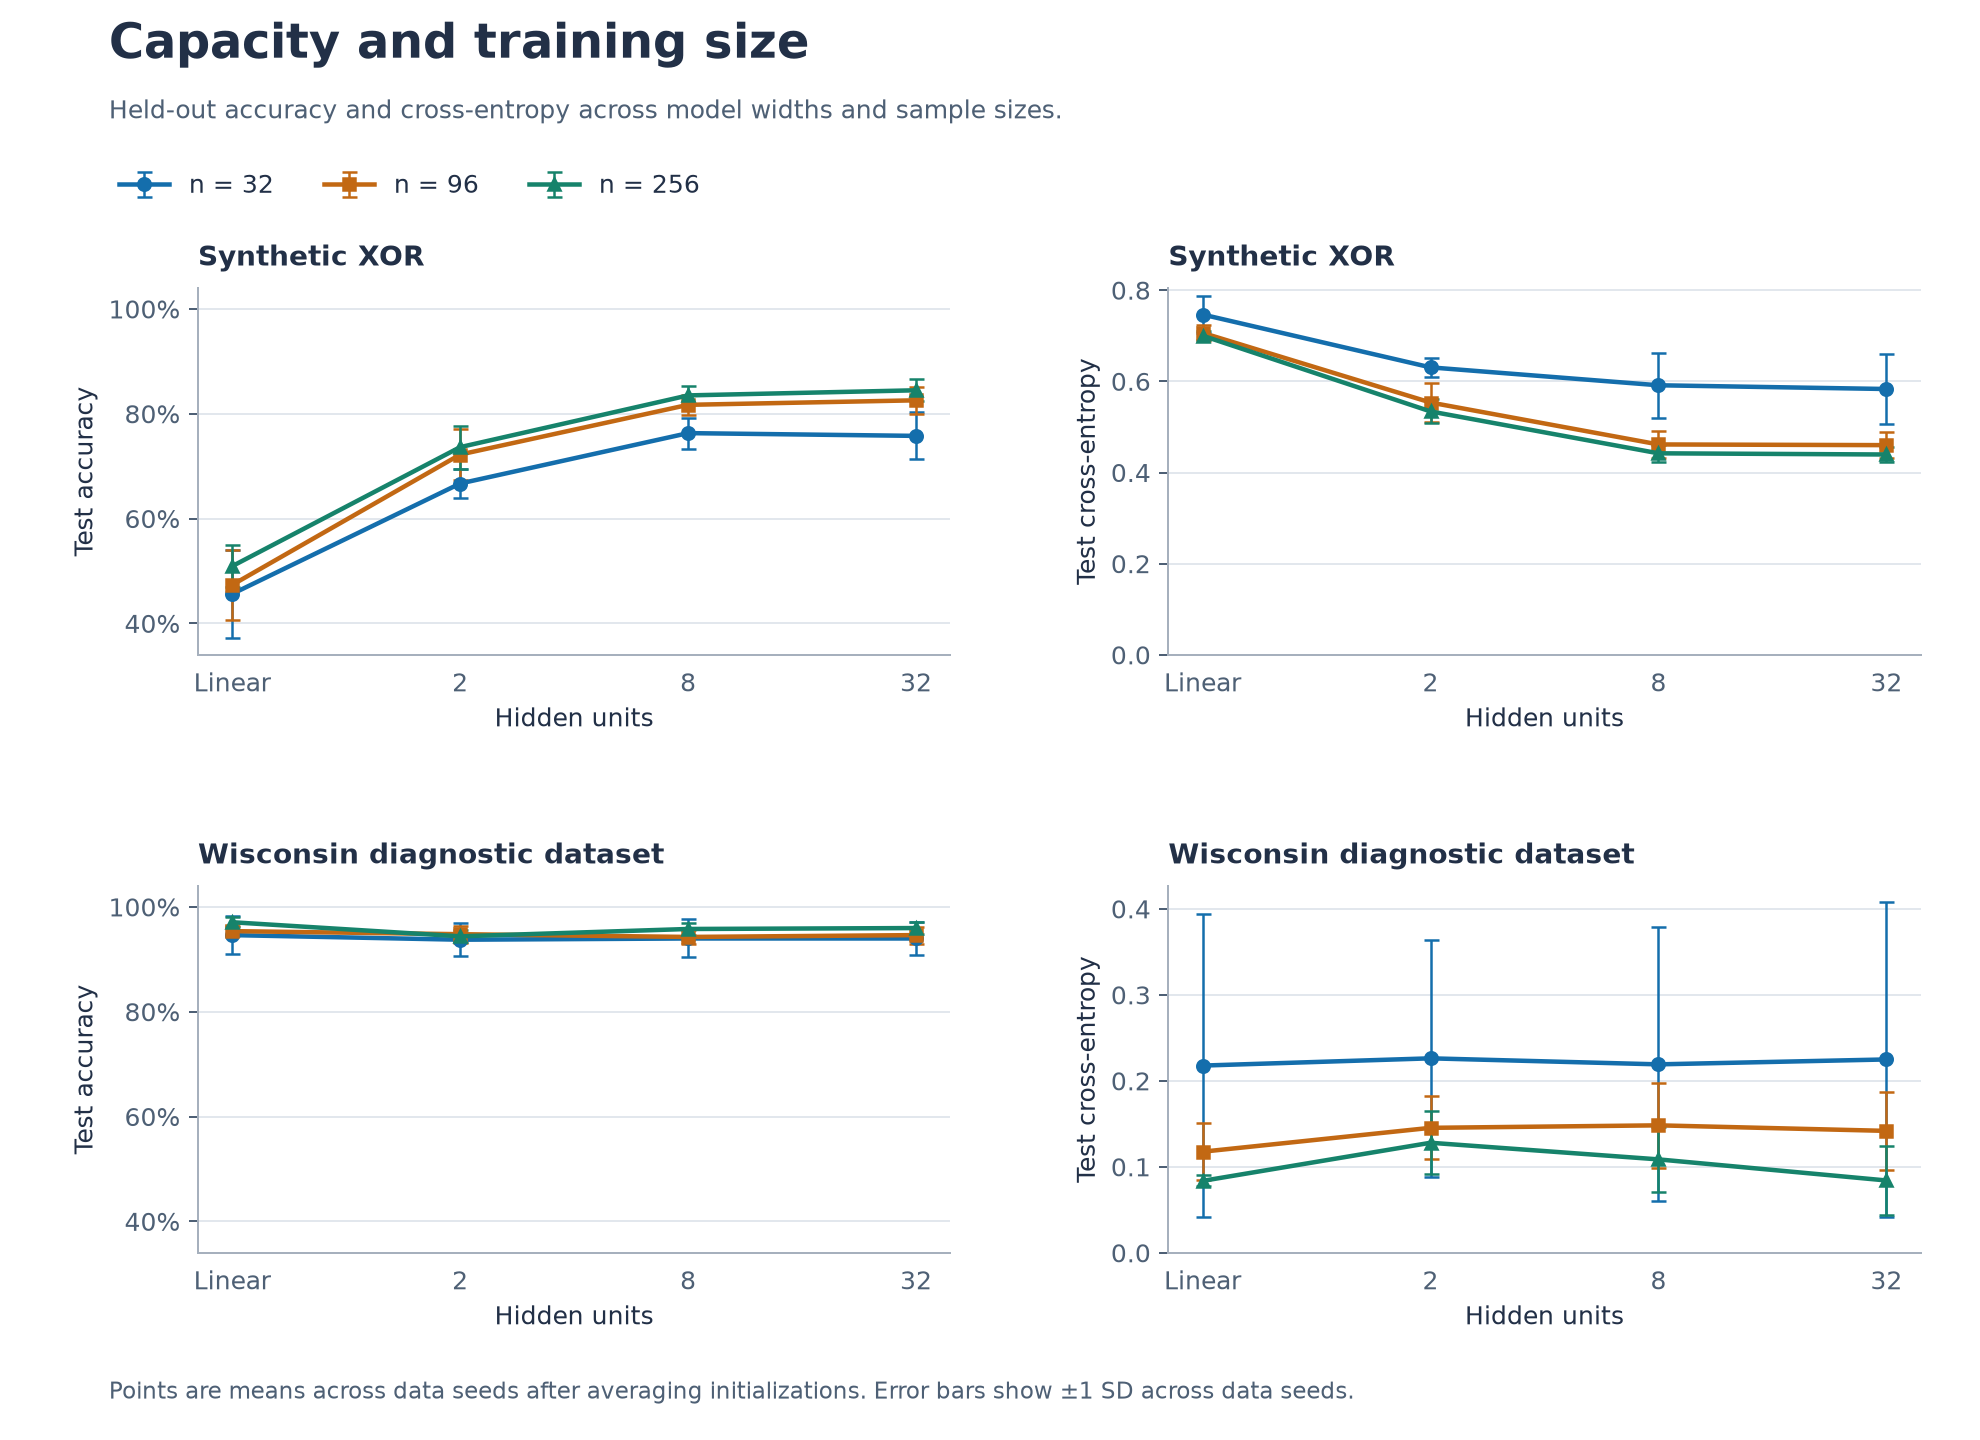 Capacity and training size
Held-out accuracy and cross-entropy across model widths and sample sizes.
n = 32 n = 96 n = 256
Synthetic XOR
100%
80%
60%
40%
Test accuracy
Linear 2 8 32
Hidden units
Synthetic XOR
0.8
0.6
0.4
0.2
0.0
Test cross-entropy
Linear 2 8 32
Hidden units
Wisconsin diagnostic dataset
100%
80%
60%
40%
Test accuracy
Linear 2 8 32
Hidden units
Wisconsin diagnostic dataset
0.4
0.3
0.2
0.1
0.0
Test cross-entropy
Linear 2 8 32
Hidden units
Points are means across data seeds after averaging initializations. Error bars show ±1 SD across data seeds.